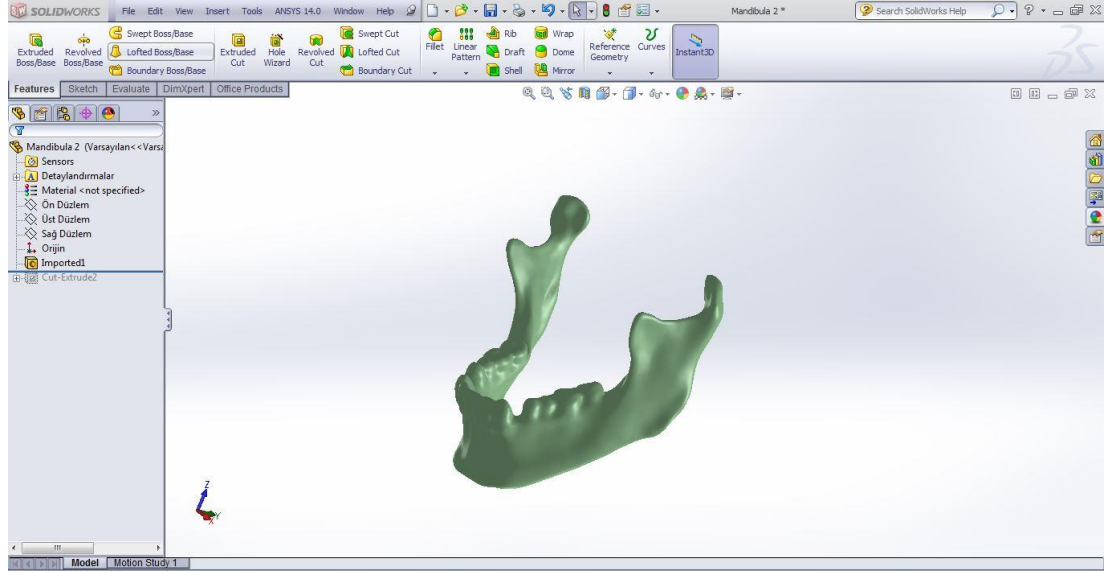 SOLIDWORKS File Edit View Insert Tools ANSYS 14.0 Window Help Mandibula 2 * Search SolidWorks Help
Extruded Boss/Base
Revolved Boss/Base
Swept Boss/Base
Lofted Boss/Base
Boundary Boss/Base
Extruded Cut
Hole Wizard
Revolved Cut
Swept Cut
Lofted Cut
Boundary Cut
Fillet
Linear Pattern
Rib
Draft
Shell
Wrap
Dome
Mirror
Reference Geometry
Curves
Instant3D
Features Sketch Evaluate DimXpert Office Products
Mandibula 2 (Varsayılan<<Varsa
Sensors
Detaylandırmalar
Material <not specified>
Ön Düzlem
Üst Düzlem
Sağ Düzlem
Orijin
Imported1
Cut-Extrude2
Z
Y
X
Model Motion Study 1